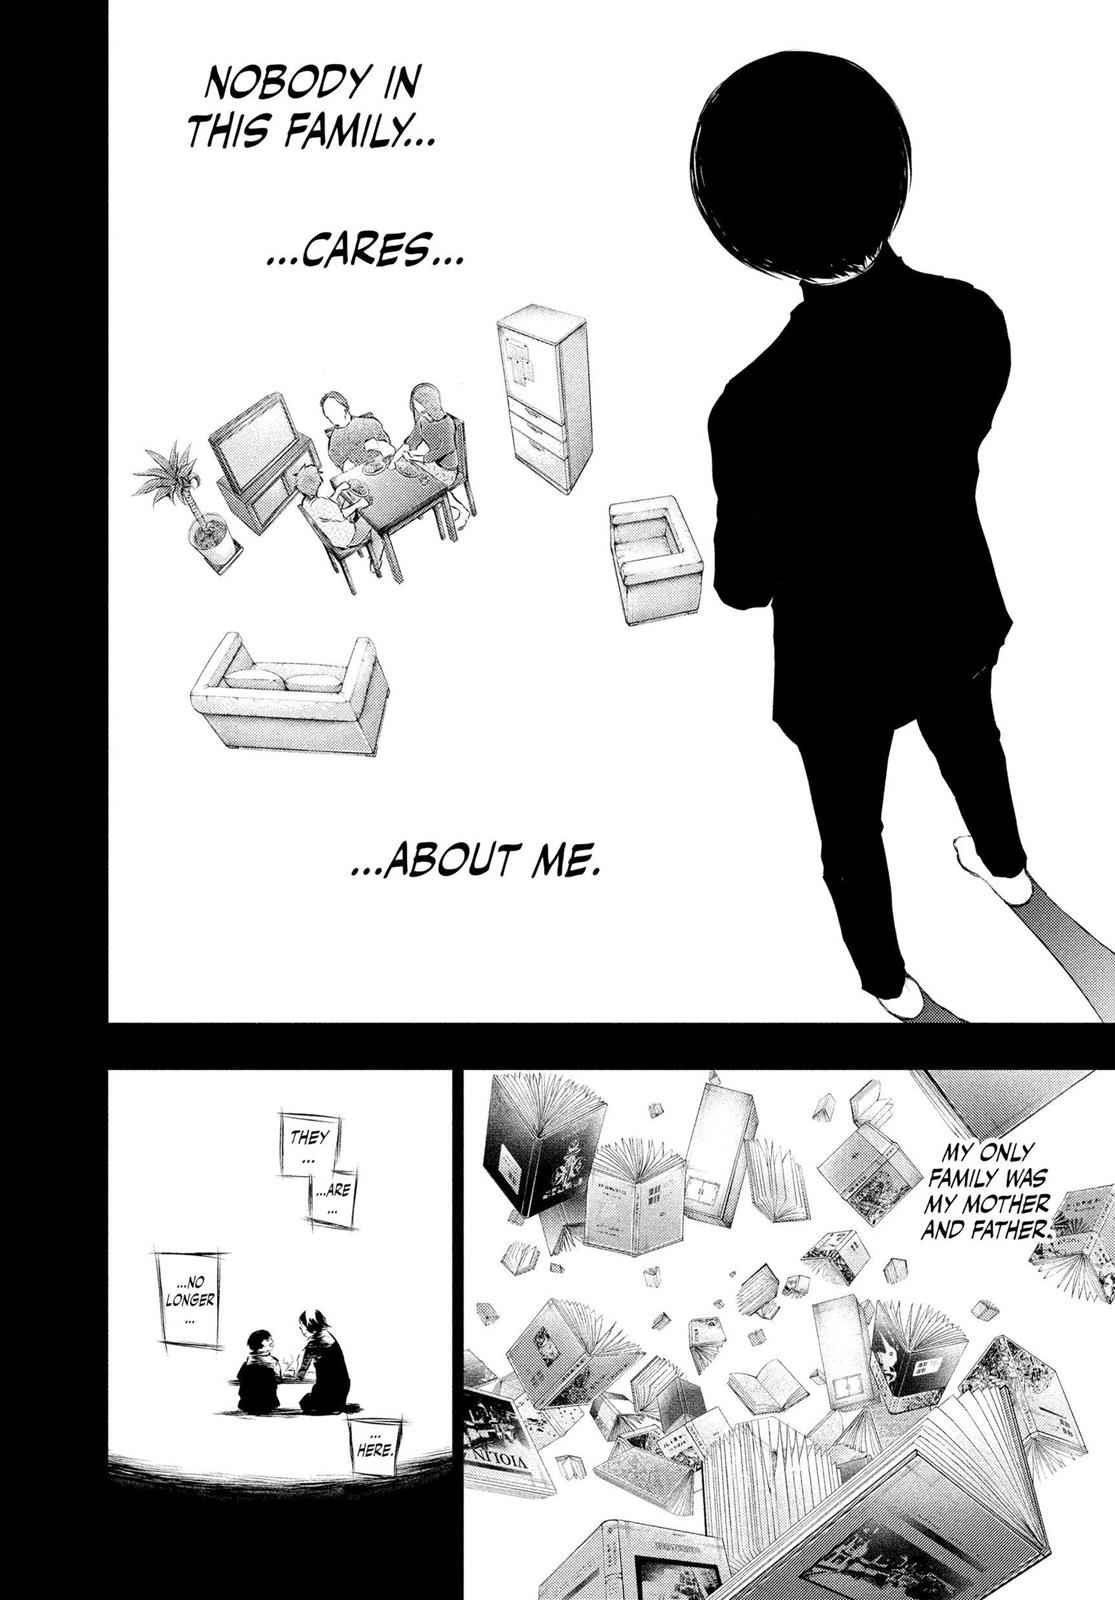 NOBODY IN
THIS FAMILY...
...CARES...
...ABOUT ME.
MY ONLY
FAMILY WAS
MY MOTHER
AND FATHER.
THEY
...
...ARE
...
...NO
LONGER
...
...
HERE.
VIOLIN